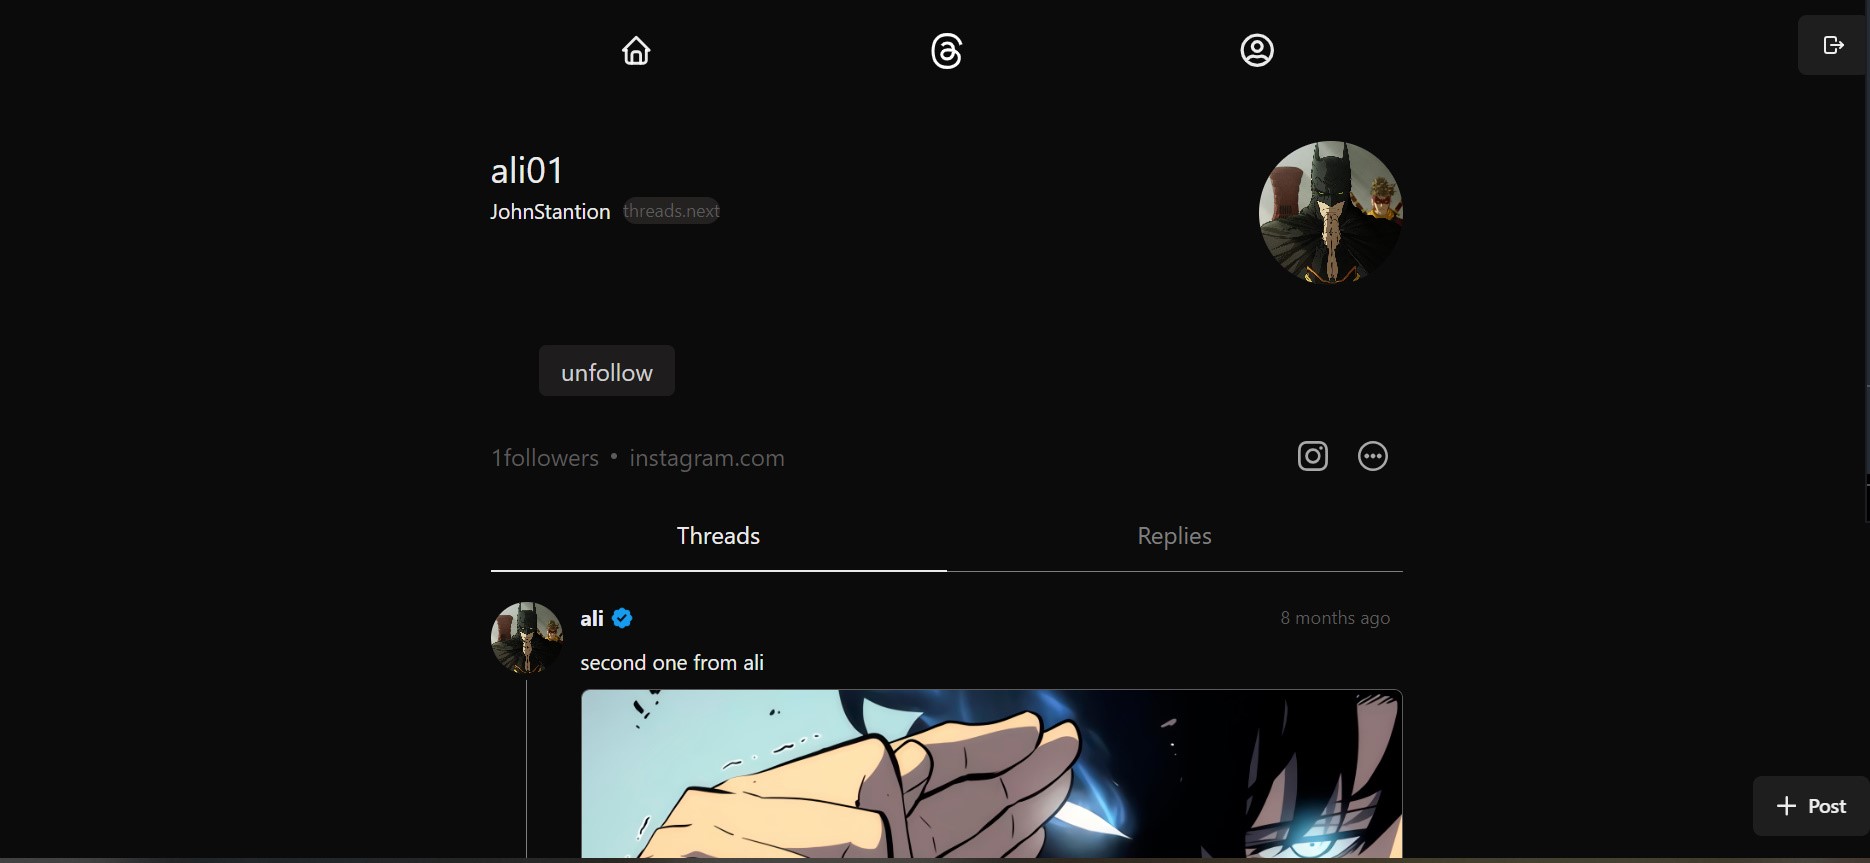 ali01
JohnStantion threads.next
unfollow
1followers • instagram.com
Threads Replies
ali 8 months ago
second one from ali
Post